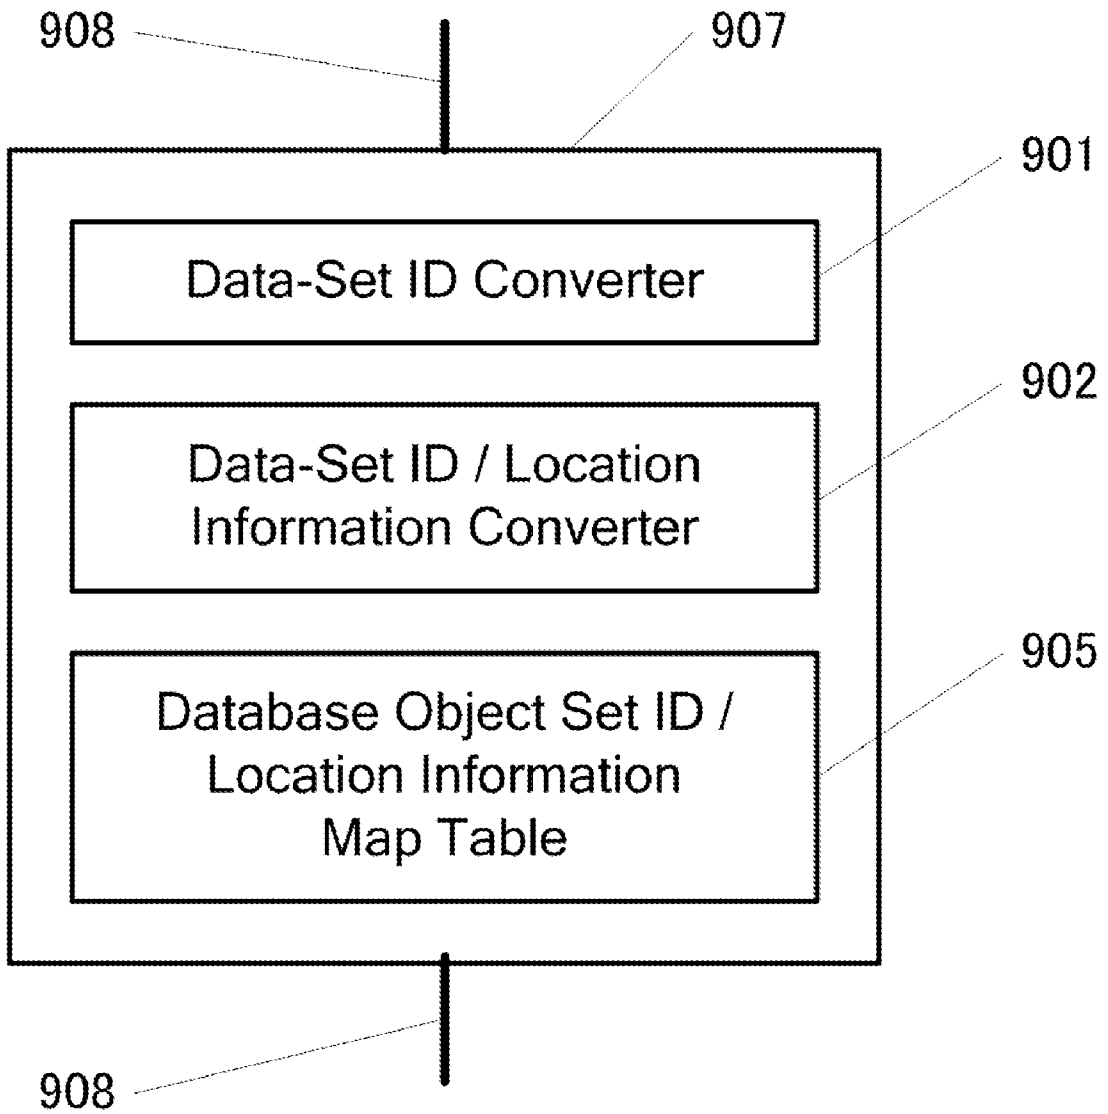 908
907
901
Data-Set ID Converter
902
Data-Set ID / Location
Information Converter
905
Database Object Set ID /
Location Information
Map Table
908